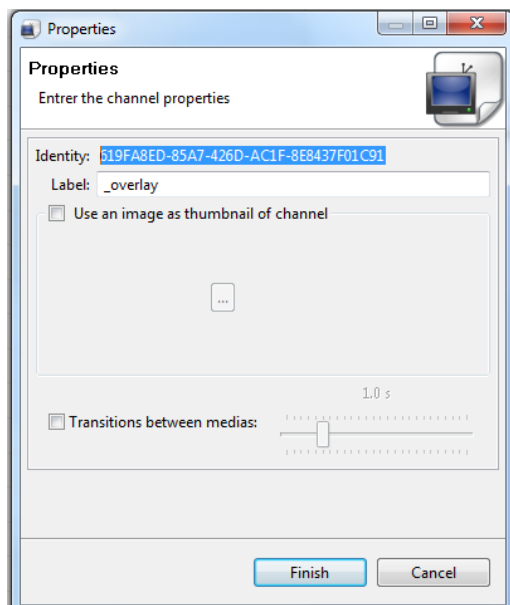 Properties
Properties
Entrer the channel properties
Identity: 619FA8ED-85A7-426D-AC1F-8E8437F01C91
Label: _overlay
Use an image as thumbnail of channel
...
1.0 s
Transitions between medias:
Finish Cancel